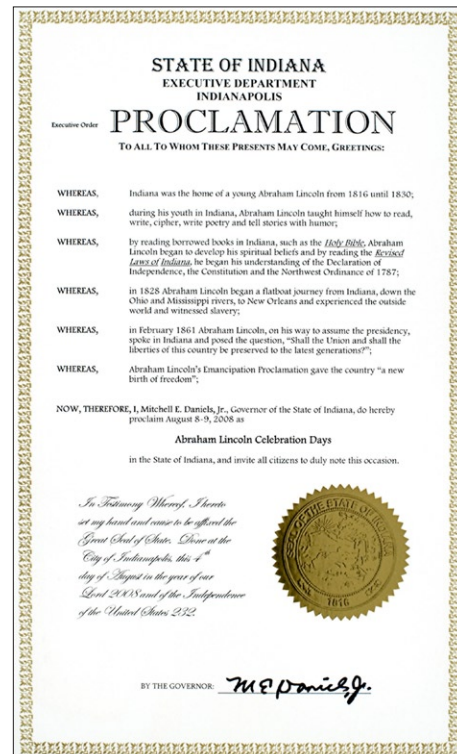 STATE OF INDIANA
EXECUTIVE DEPARTMENT
INDIANAPOLIS
Executive Order PROCLAMATION
TO ALL TO WHOM THESE PRESENTS MAY COME, GREETINGS:
WHEREAS, Indiana was the home of a young Abraham Lincoln from 1816 until 1830;
WHEREAS, during his youth in Indiana, Abraham Lincoln taught himself how to read,
write, cipher, write poetry and tell stories with humor;
WHEREAS, by reading borrowed books in Indiana, such as the Holy Bible, Abraham
Lincoln began to develop his spiritual beliefs and by reading the Revised
Laws of Indiana, he began his understanding of the Declaration of
Independence, the Constitution and the Northwest Ordinance of 1787;
WHEREAS, in 1828 Abraham Lincoln began a flatboat journey from Indiana, down the
Ohio and Mississippi rivers, to New Orleans and experienced the outside
world and witnessed slavery;
WHEREAS, in February 1861 Abraham Lincoln, on his way to assume the presidency,
spoke in Indiana and posed the question, “Shall the Union and shall the
liberties of this country be preserved to the latest generations?”;
WHEREAS, Abraham Lincoln’s Emancipation Proclamation gave the country “a new
birth of freedom”;
NOW, THEREFORE, I, Mitchell E. Daniels, Jr., Governor of the State of Indiana, do hereby
proclaim August 8-9, 2008 as
Abraham Lincoln Celebration Days
in the State of Indiana, and invite all citizens to duly note this occasion.
In Testimony Whereof, I hereto
set my hand and cause to be affixed the
Great Seal of State. Done at the
City of Indianapolis, this 4th
day of August in the year of our
Lord 2008 and of the Independence
of the United States 232.
SEAL OF THE STATE OF INDIANA
1816
BY THE GOVERNOR: M E Daniels, Jr.